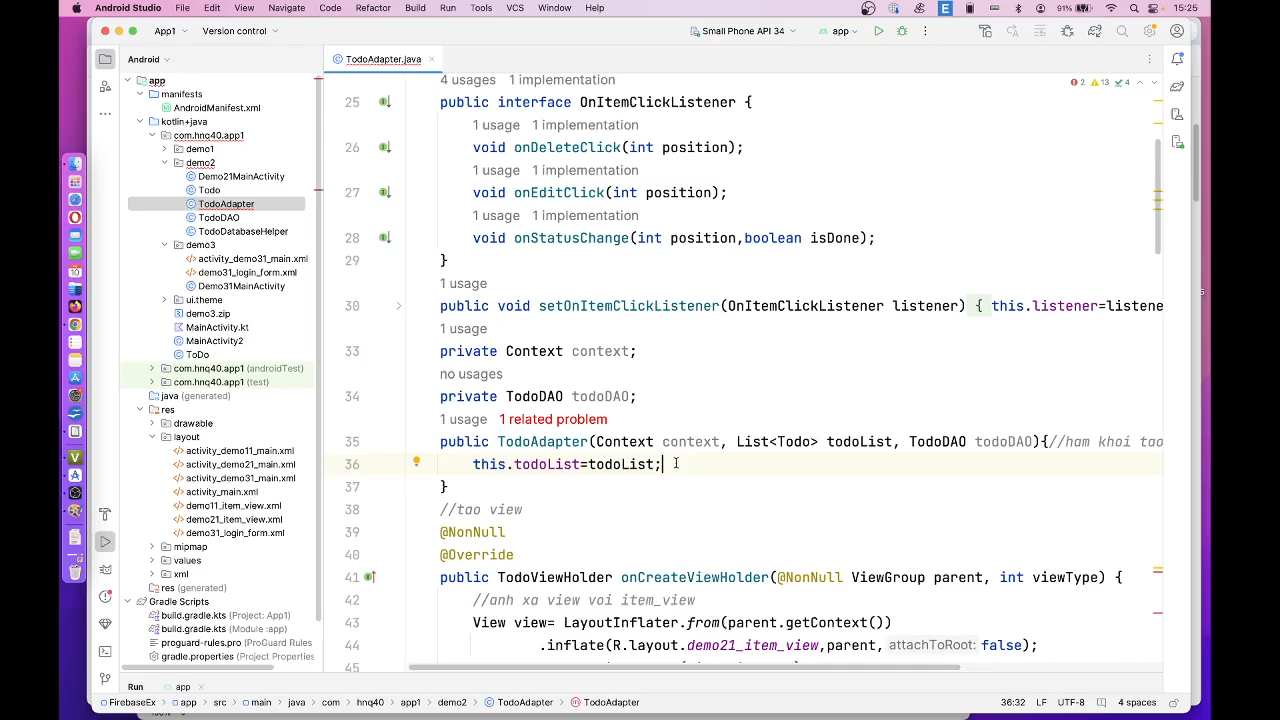 Android Studio File Edit View Navigate Code Refactor Build Run Tools VCS Window Help 91% 15:25
App1 Version control Small Phone API 34 app
Android TodoAdapter.java
app
manifests
AndroidManifest.xml
kotlin+java
com.hnq40.app1
demo1
demo2
Demo21MainActivity
Todo
TodoAdapter
TodoDAO
TodoDatabaseHelper
demo3
activity_demo31_main.xml
demo31_login_form.xml
Demo31MainActivity
ui.theme
demo3.zip
MainActivity.kt
MainActivity2
ToDo
com.hnq40.app1 (androidTest)
com.hnq40.app1 (test)
java (generated)
res
drawable
layout
activity_demo11_main.xml
activity_demo21_main.xml
activity_demo31_main.xml
activity_main.xml
demo11_item_view.xml
demo21_item_view.xml
demo31_login_form.xml
mipmap
values
xml
res (generated)
Gradle Scripts
build.gradle.kts (Project: App1)
build.gradle.kts (Module :app)
proguard-rules.pro (ProGuard Rules
gradle.properties (Project Properties
4 usages 1 implementation
2 13 4
25 public interface OnItemClickListener {
1 usage 1 implementation
26 void onDeleteClick(int position);
1 usage 1 implementation
27 void onEditClick(int position);
1 usage 1 implementation
28 void onStatusChange(int position,boolean isDone);
29 }
1 usage
30 public void setOnItemClickListener(OnItemClickListener listener) { this.listener=listene
1 usage
33 private Context context;
no usages
34 private TodoDAO todoDAO;
1 usage 1 related problem
35 public TodoAdapter(Context context, List<Todo> todoList, TodoDAO todoDAO){//ham khoi tao
36 this.todoList=todoList;
37 }
38 //tao view
39 @NonNull
40 @Override
41 public TodoViewHolder onCreateViewHolder(@NonNull ViewGroup parent, int viewType) {
42 //anh xa view voi item_view
43 View view= LayoutInflater.from(parent.getContext())
44 .inflate(R.layout.demo21_item_view,parent, attachToRoot: false);
45
Run app
FirebaseEx app src main java com hnq40 app1 demo2 TodoAdapter TodoAdapter 36:32 LF UTF-8 4 spaces